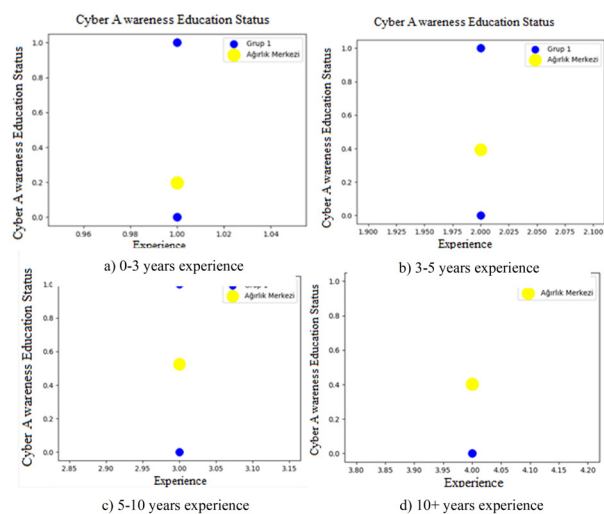 Cyber A wareness Education Status
Cyber A wareness Education Status
1.0
0.8
0.6
0.4
0.2
0.0
Grup 1
Ağırlık Merkezi
0.96
0.98
1.00
1.02
1.04
Experience
a) 0-3 years experience
Cyber A wareness Education Status
Cyber A wareness Education Status
1.0
0.8
0.6
0.4
0.2
0.0
Grup 1
Ağırlık Merkezi
1.900
1.925
1.950
1.975
2.000
2.025
2.050
2.075
2.100
Experience
b) 3-5 years experience
Cyber A wareness Education Status
1.0
0.8
0.6
0.4
0.2
0.0
Grup 1
Ağırlık Merkezi
2.85
2.90
2.95
3.00
3.05
3.10
3.15
Experience
c) 5-10 years experience
Cyber A wareness Education Status
1.0
0.8
0.6
0.4
0.2
0.0
Ağırlık Merkezi
3.80
3.85
3.90
3.95
4.00
4.05
4.10
4.15
4.20
Experience
d) 10+ years experience